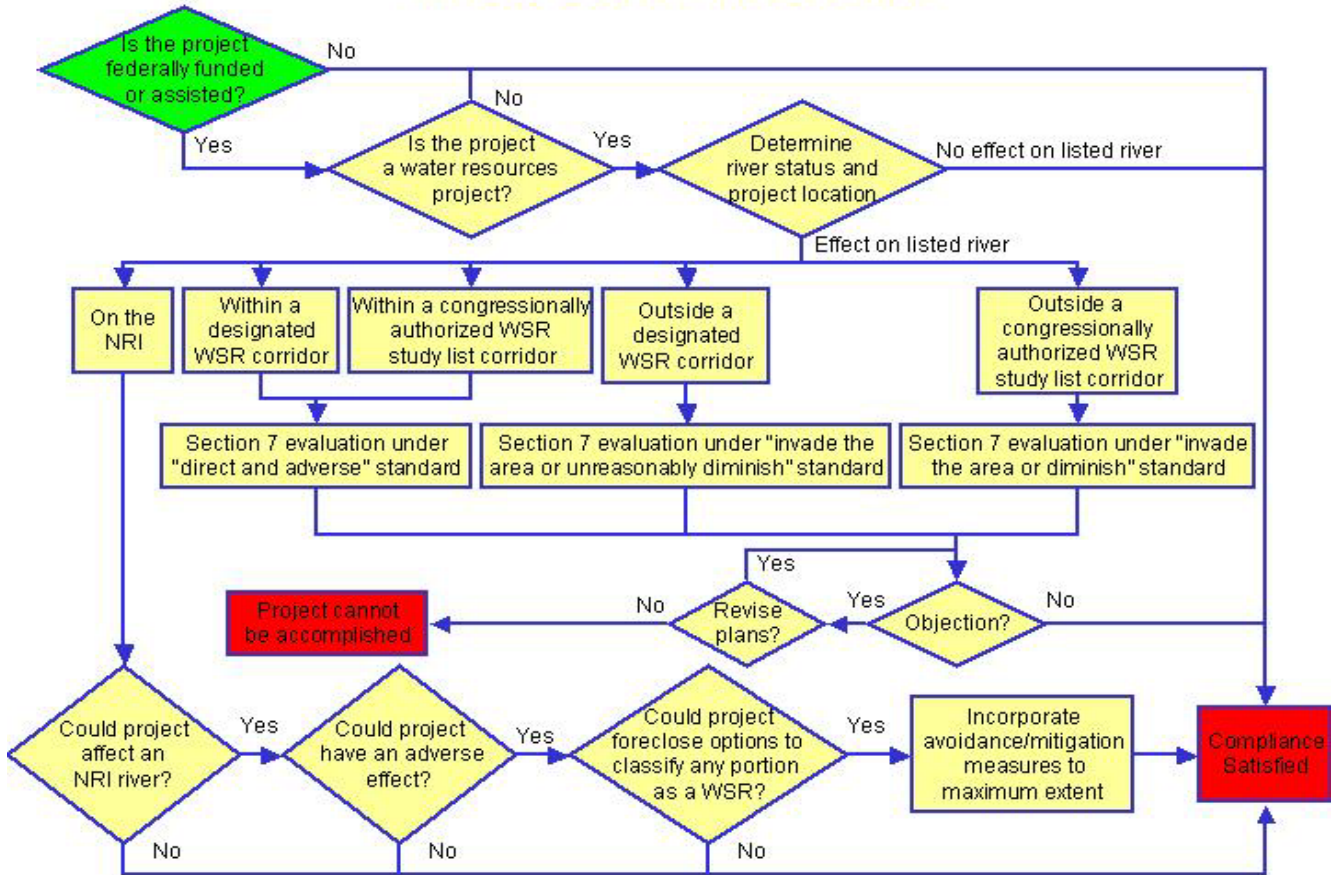 Is the project
federally funded
or assisted?
No
Yes
No
Is the project
a water resources
project?
Yes
Determine
river status and
project location
No effect on listed river
Effect on listed river
On the
NRI
Within a
designated
WSR corridor
Within a congressionally
authorized WSR
study list corridor
Outside a
designated
WSR corridor
Outside a
congressionally
authorized WSR
study list corridor
Section 7 evaluation under
"direct and adverse" standard
Section 7 evaluation under "invade the
area or unreasonably diminish" standard
Section 7 evaluation under "invade
the area or diminish" standard
Yes
Project cannot
be accomplished
No
Revise
plans?
Yes
Objection?
No
Could project
affect an
NRI river?
Yes
Could project
have an adverse
effect?
Yes
Could project
foreclose options to
classify any portion
as a WSR?
Yes
Incorporate
avoidance/mitigation
measures to
maximum extent
Compliance
Satisfied
No
No
No